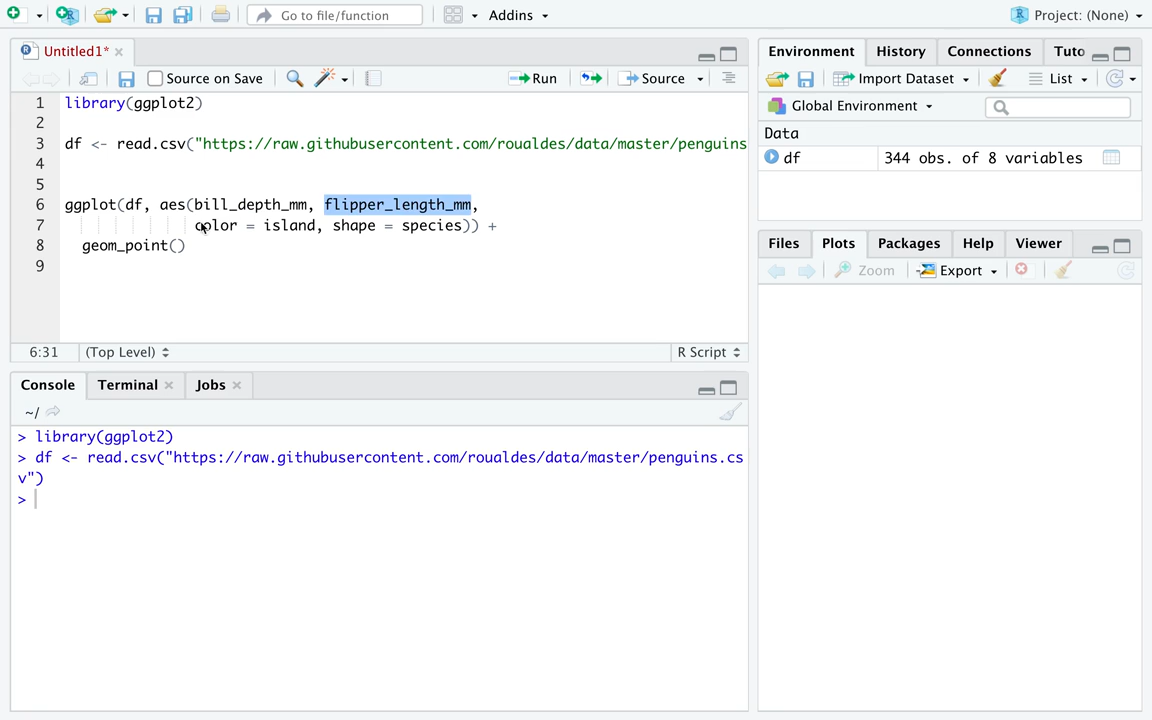 Go to file/function
Addins
Project: (None)
Untitled1*
Source on Save
Run
Source
1 library(ggplot2)
2
3 df <- read.csv("https://raw.githubusercontent.com/roualdes/data/master/penguins
4
5
6 ggplot(df, aes(bill_depth_mm, flipper_length_mm,
7 color = island, shape = species)) +
8 geom_point()
9
6:31 (Top Level) R Script
Console Terminal Jobs
~/
> library(ggplot2)
> df <- read.csv("https://raw.githubusercontent.com/roualdes/data/master/penguins.cs
v")
>
Environment History Connections Tuto
Import Dataset List
Global Environment
Data
df 344 obs. of 8 variables
Files Plots Packages Help Viewer
Zoom Export